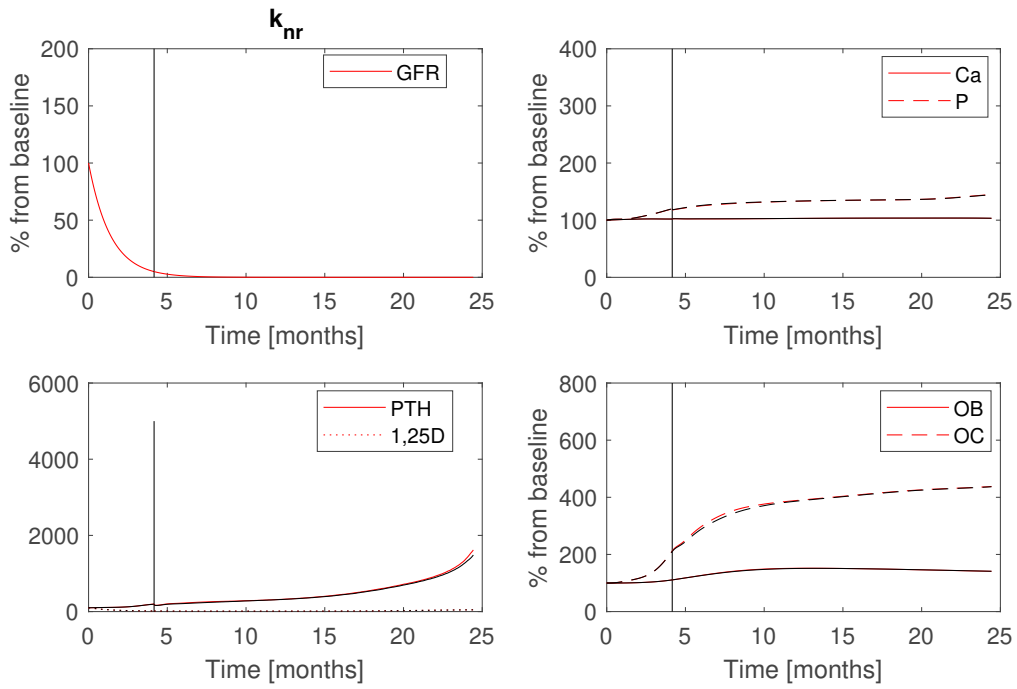 k_nr
200
150
100
50
0
% from baseline
GFR
0 5 10 15 20 25
Time [months]
400
300
200
100
0
% from baseline
Ca
P
0 5 10 15 20 25
Time [months]
6000
4000
2000
0
PTH
1,25D
0 5 10 15 20 25
Time [months]
800
600
400
200
0
% from baseline
OB
OC
0 5 10 15 20 25
Time [months]